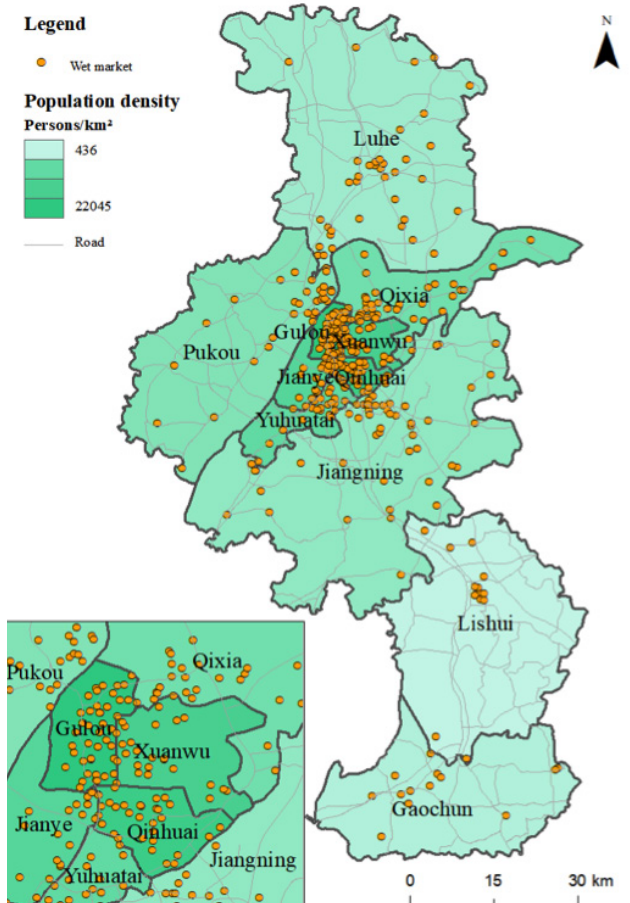 Legend
Wet market
Population density
Persons/km²
436
22045
Road
N
Luhe
Qixia
Gulou
Xuanwu
Pukou
Jianye
Qinhuai
Yuhuatai
Jiangning
Lishui
Gaochun
Pukou
Qixia
Gulou
Xuanwu
Jianye
Qinhuai
Yuhuatai
Jiangning
0 15 30 km